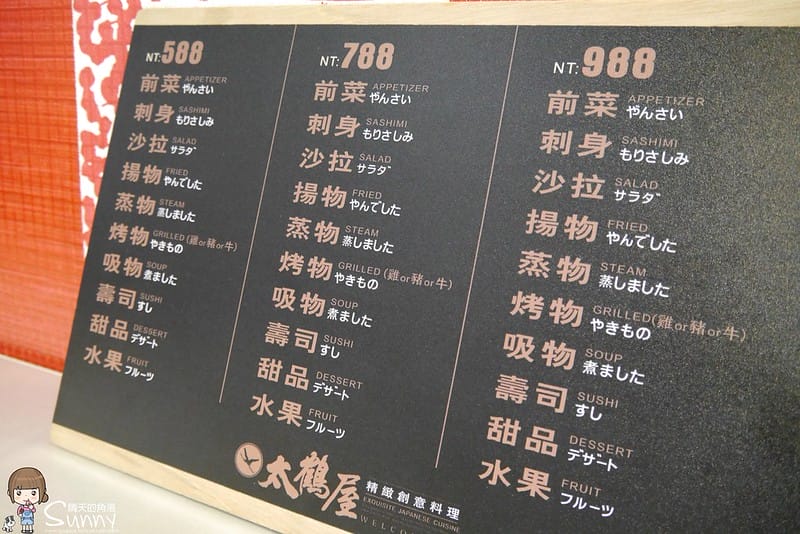 NT:588
前菜 APPETIZER やんさい
刺身 SASHIMI もりさしみ
沙拉 SALAD サラダ
揚物 FRIED やんでした
蒸物 STEAM 蒸しました
烤物 GRILLED (雞or豬or牛) やきもの
吸物 SOUP 煮ました
壽司 SUSHI すし
甜品 DESSERT デザート
水果 FRUIT フルーツ
NT:788
前菜 APPETIZER やんさい
刺身 SASHIMI もりさしみ
沙拉 SALAD サラダ
揚物 FRIED やんでした
蒸物 STEAM 蒸しました
烤物 GRILLED (雞or豬or牛) やきもの
吸物 SOUP 煮ました
壽司 SUSHI すし
甜品 DESSERT デザート
水果 FRUIT フルーツ
NT:988
前菜 APPETIZER やんさい
刺身 SASHIMI もりさしみ
沙拉 SALAD サラダ
揚物 FRIED やんでした
蒸物 STEAM 蒸しました
烤物 GRILLED (雞or豬or牛) やきもの
吸物 SOUP 煮ました
壽司 SUSHI すし
甜品 DESSERT デザート
水果 FRUIT フルーツ
太鶴屋 精緻創意料理
EXQUISITE JAPANESE CUISINE
晴天的角落
Sunny